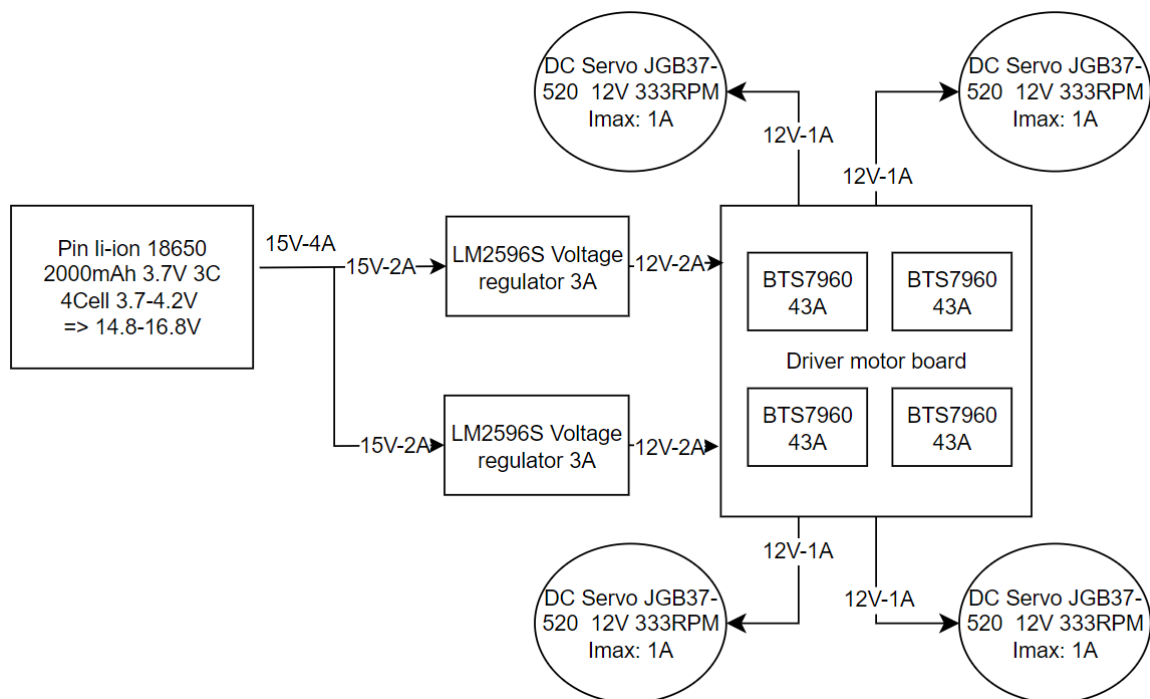 DC Servo JGB37-
520 12V 333RPM
Imax: 1A
DC Servo JGB37-
520 12V 333RPM
Imax: 1A
12V-1A
12V-1A
Pin li-ion 18650
2000mAh 3.7V 3C
4Cell 3.7-4.2V
=> 14.8-16.8V
15V-4A
15V-2A
LM2596S Voltage
regulator 3A
12V-2A
15V-2A
LM2596S Voltage
regulator 3A
12V-2A
BTS7960
43A
BTS7960
43A
Driver motor board
BTS7960
43A
BTS7960
43A
12V-1A
12V-1A
DC Servo JGB37-
520 12V 333RPM
Imax: 1A
DC Servo JGB37-
520 12V 333RPM
Imax: 1A